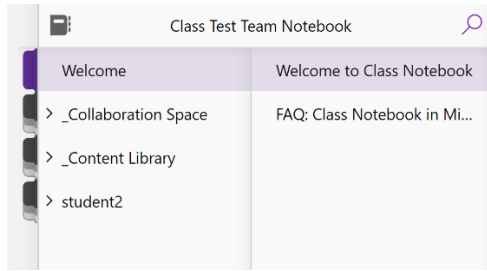 Class Test Team Notebook
Welcome
_Collaboration Space
_Content Library
student2
Welcome to Class Notebook
FAQ: Class Notebook in Mi...